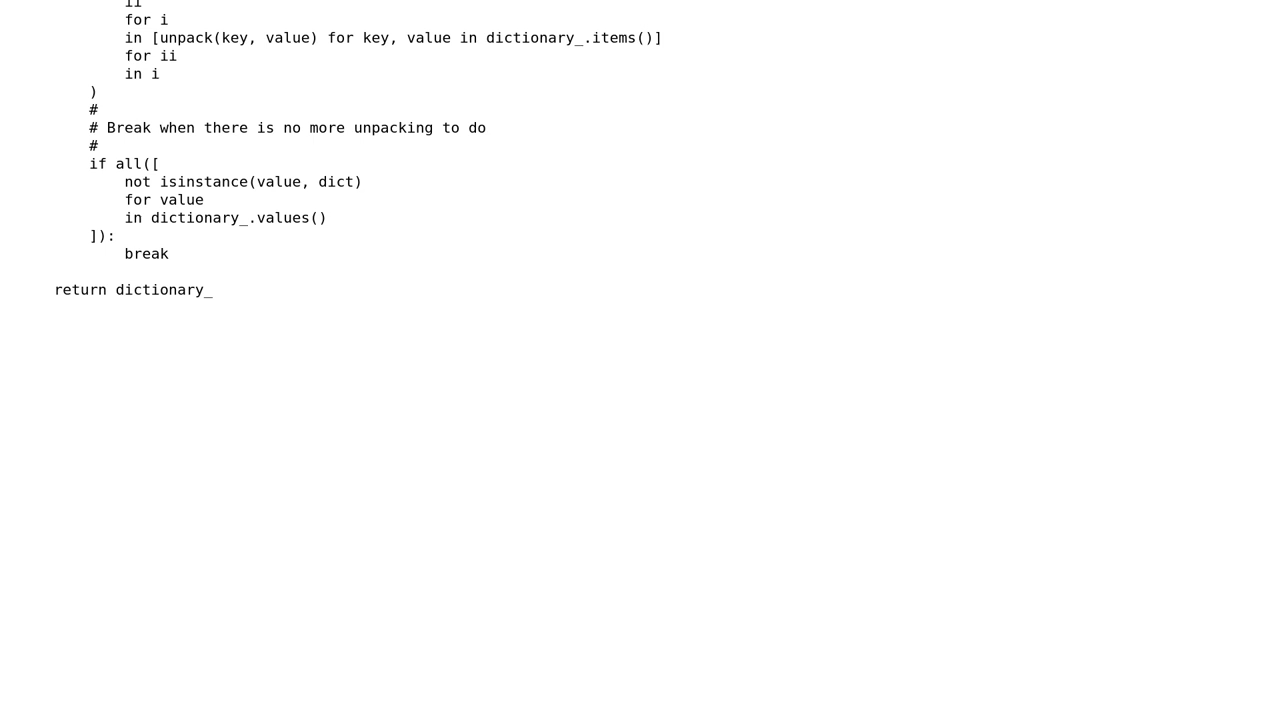 ii
for i
in [unpack(key, value) for key, value in dictionary_.items()]
for ii
in i
)
#
# Break when there is no more unpacking to do
#
if all([
not isinstance(value, dict)
for value
in dictionary_.values()
]):
break
return dictionary_